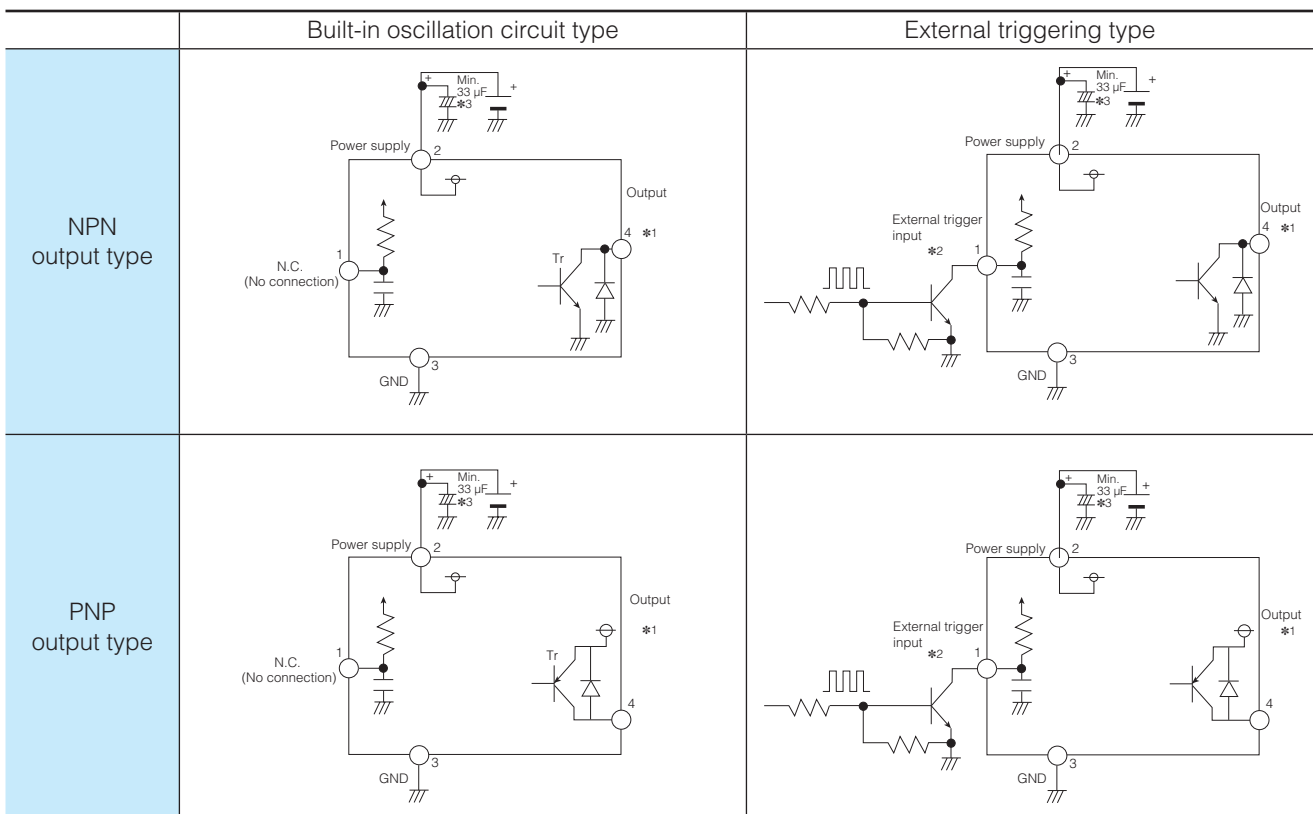 Built-in oscillation circuit type
External triggering type
NPN
output type
+
Min.
33 µF
✻3
+
Power supply
2
Output
4
✻1
1
N.C.
(No connection)
Tr
3
GND
+
Min.
33 µF
✻3
+
Power supply
2
External trigger
input
✻2
1
Output
4
✻1
3
GND
PNP
output type
+
Min.
33 µF
✻3
+
Power supply
2
Output
✻1
1
N.C.
(No connection)
Tr
4
3
GND
+
Min.
33 µF
✻3
+
Power supply
2
External trigger
input
✻2
1
Output
✻1
4
3
GND